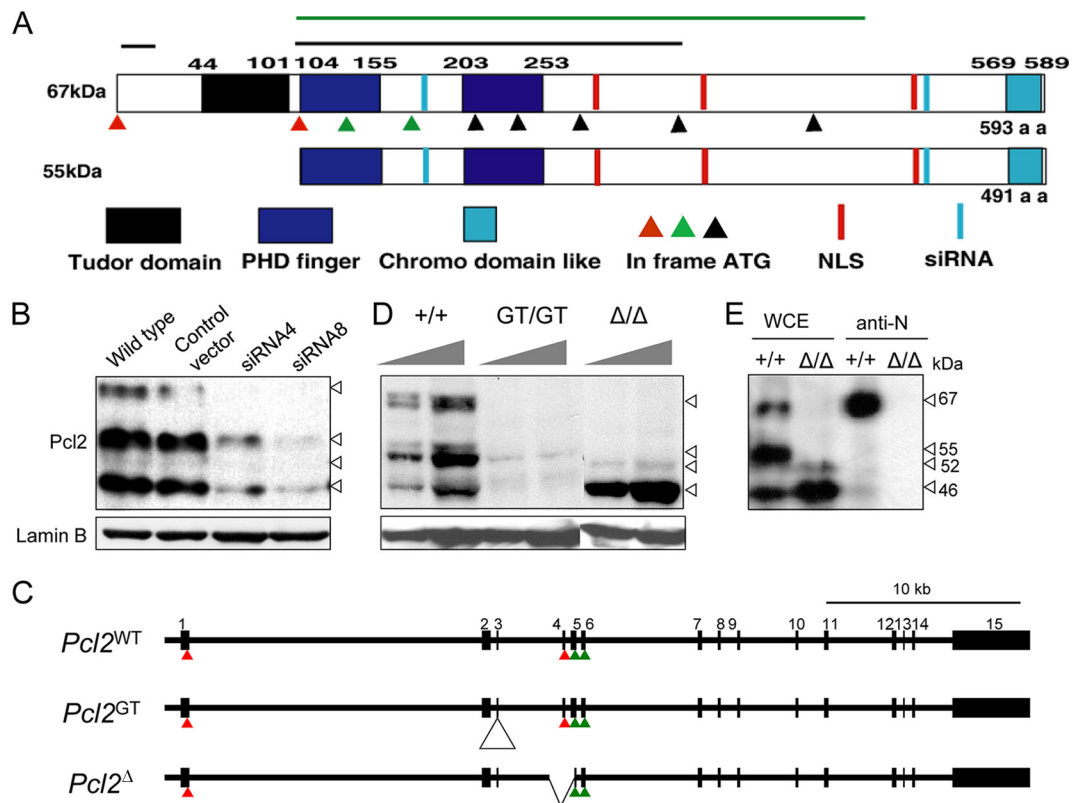 A
44 101 104 155 203 253 569 589
67kDa
593 a a
55kDa
491 a a
Tudor domain PHD finger Chromo domain like In frame ATG NLS siRNA
B
Wild type
Control vector
siRNA4
siRNA8
Pcl2
Lamin B
D
+/+ GT/GT Δ/Δ
E
WCE anti-N
+/+ Δ/Δ +/+ Δ/Δ kDa
67
55
52
46
C
10 kb
1 2 3 4 5 6 7 8 9 10 11 12 13 14 15
Pcl2WT
Pcl2GT
Pcl2Δ